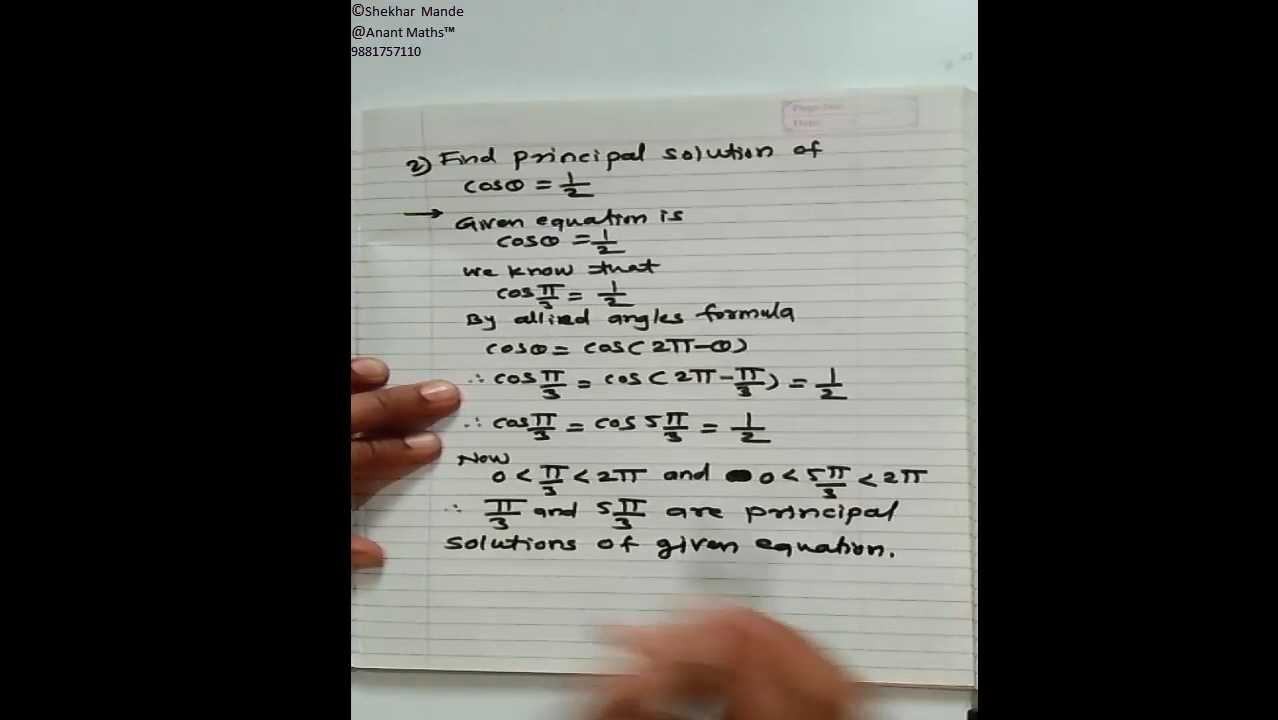 ©Shekhar Mande
@Anant Maths™
9881757110
2) Find principal solution of
cosθ = 1/2
→ Given equation is
cosθ = 1/2
we know that
cos π/3 = 1/2
By allied angles formula
cosθ = cos(2π-θ)
∴ cos π/3 = cos(2π - π/3) = 1/2
∴ cos π/3 = cos 5π/3 = 1/2
Now
0 < π/3 < 2π and 0 < 5π/3 < 2π
∴ π/3 and 5π/3 are principal
solutions of given equation.